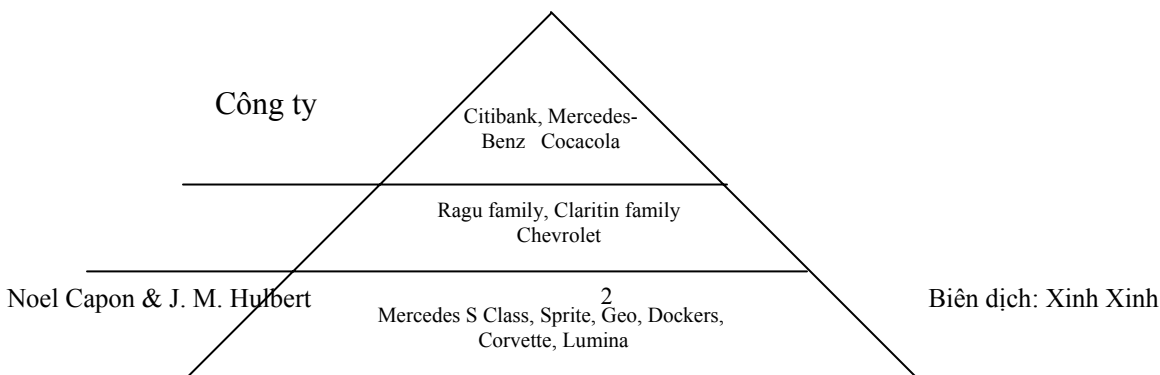 Công ty
Citibank, Mercedes-
Benz Cocacola
Ragu family, Claritin family
Chevrolet
Noel Capon & J. M. Hulbert
2
Biên dịch: Xinh Xinh
Mercedes S Class, Sprite, Geo, Dockers,
Corvette, Lumina